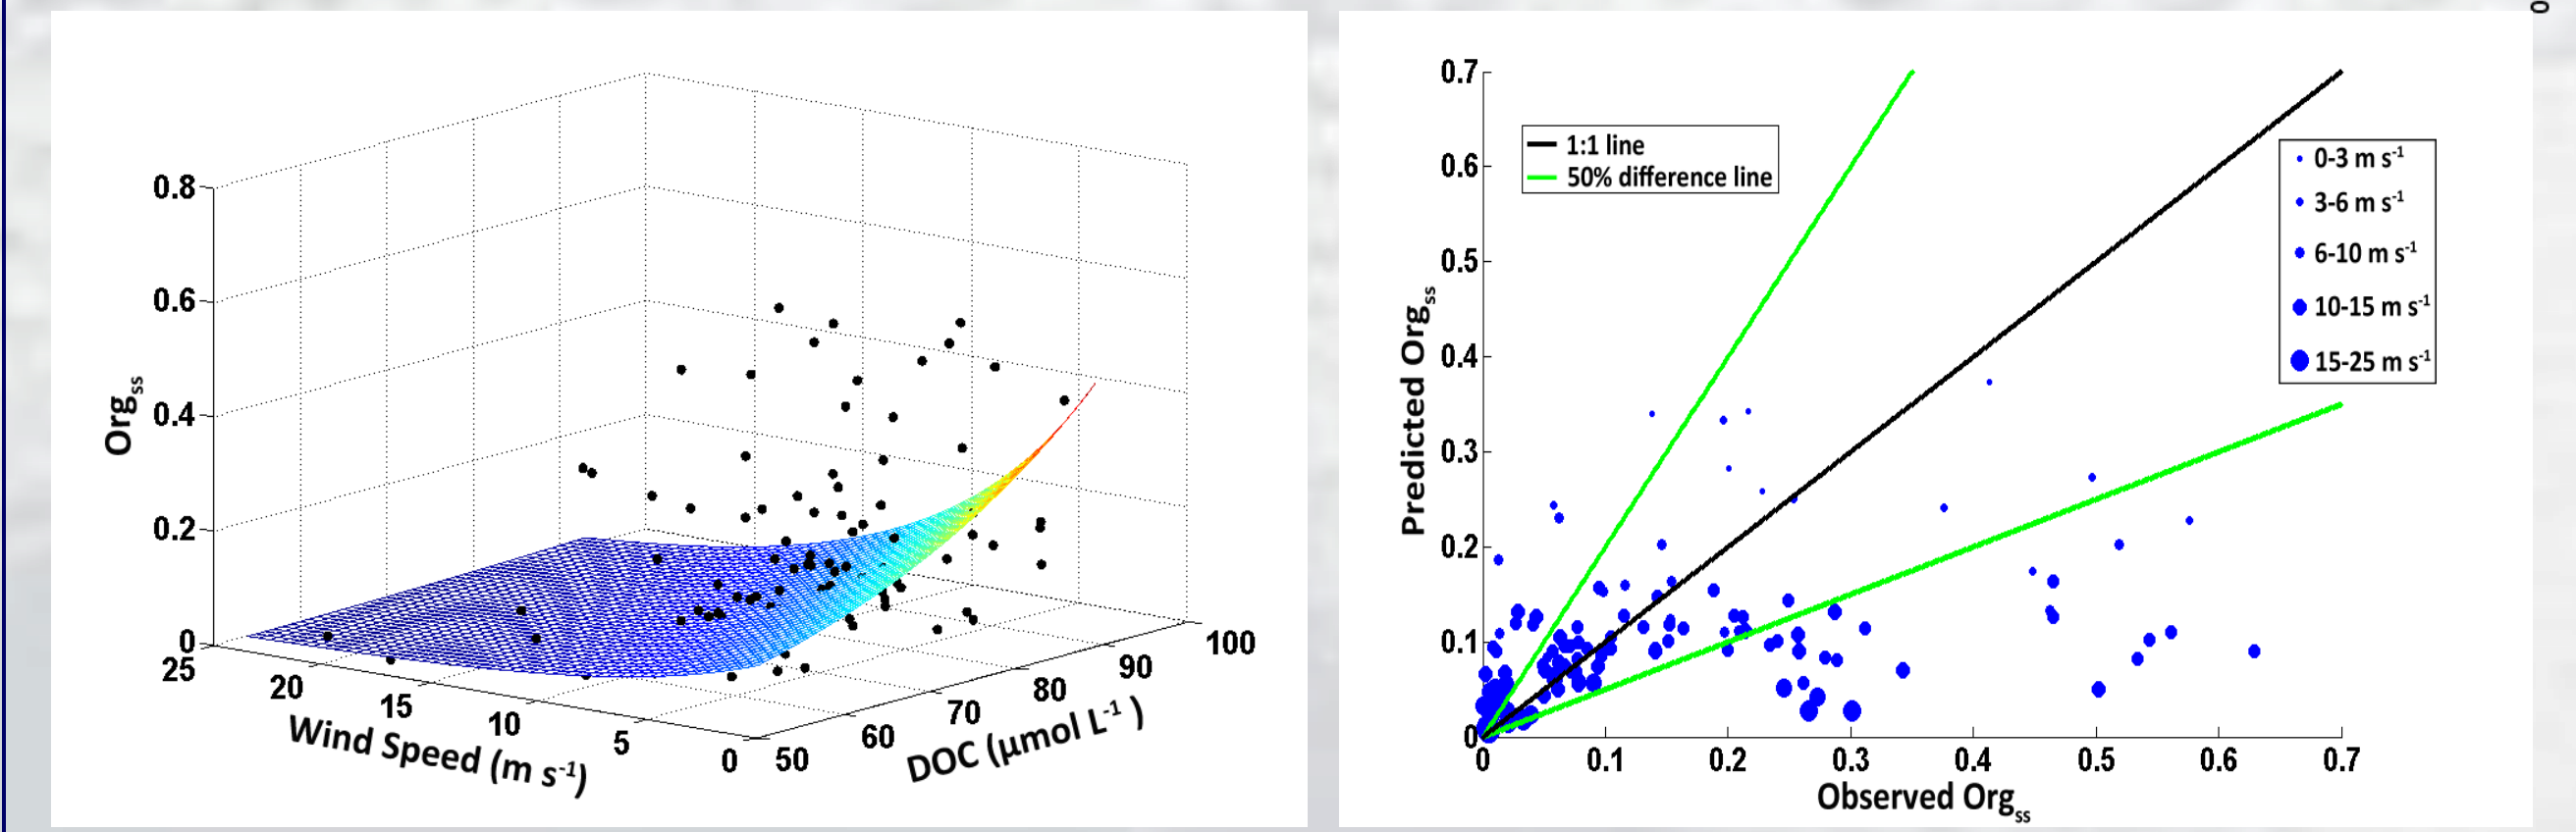 0.8
0.6
0.4
0.2
0
Org_ss
25
20
15
10
5
0
Wind Speed (m s⁻¹)
50
60
70
80
90
100
DOC (μmol L⁻¹ )
0
0.7
0.6
0.5
0.4
0.3
0.2
0.1
0
Predicted Org_ss
1:1 line
50% difference line
0-3 m s⁻¹
3-6 m s⁻¹
6-10 m s⁻¹
10-15 m s⁻¹
15-25 m s⁻¹
0
0.1
0.2
0.3
0.4
0.5
0.6
0.7
Observed Org_ss